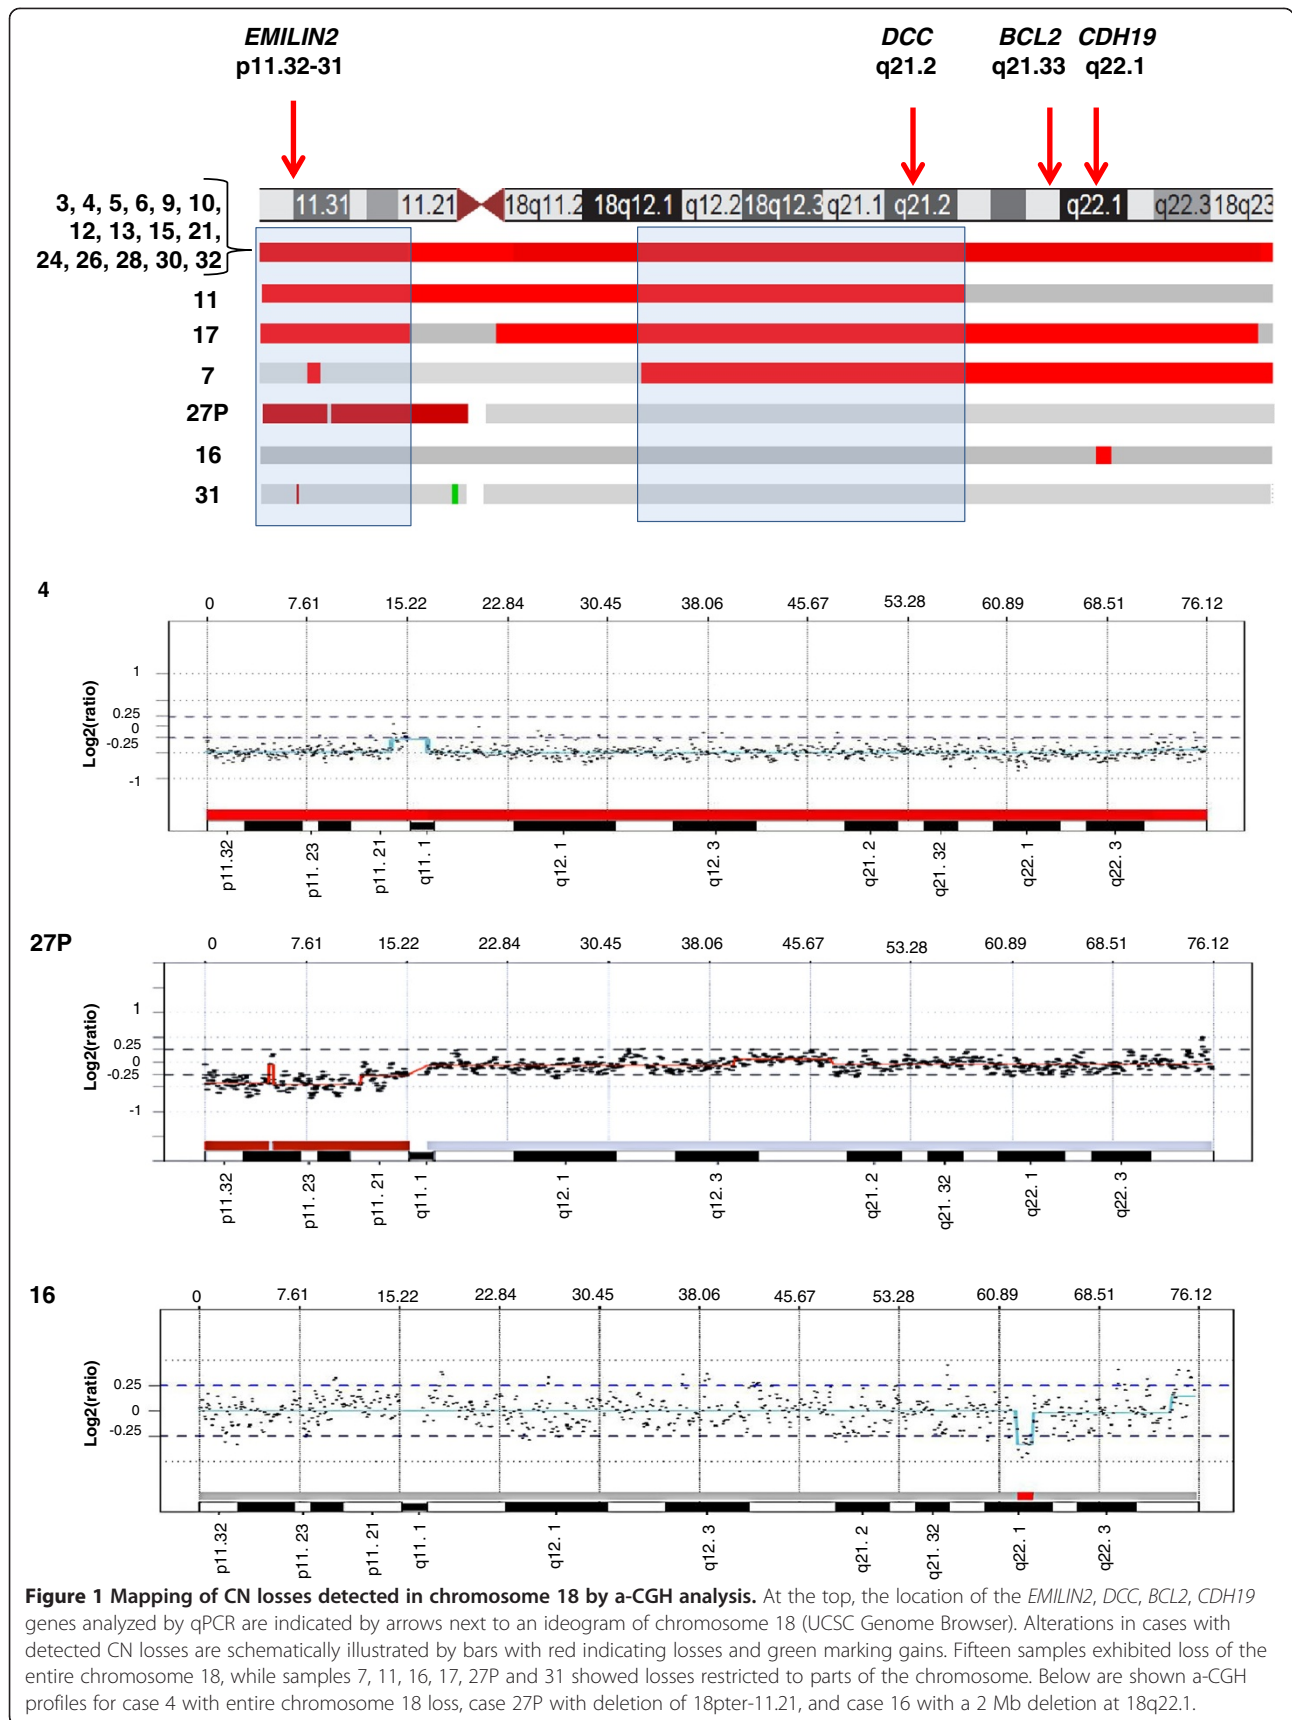 EMILIN2 DCC BCL2 CDH19
p11.32-31 q21.2 q21.33 q22.1
11.31 11.21 18q11.2 18q12.1 q12.2 18q12.3 q21.1 q21.2 q22.1 q22.3 18q23
3, 4, 5, 6, 9, 10,
12, 13, 15, 21,
24, 26, 28, 30, 32
11
17
7
27P
16
31
4
0 7.61 15.22 22.84 30.45 38.06 45.67 53.28 60.89 68.51 76.12
Log2(ratio)
1
0.25
0
-0.25
-1
p11.32 p11. 23 p11. 21 q11. 1 q12. 1 q12. 3 q21. 2 q21. 32 q22. 1 q22. 3
27P
0 7.61 15.22 22.84 30.45 38.06 45.67 53.28 60.89 68.51 76.12
Log2(ratio)
1
0.25
0
-0.25
-1
p11.32 p11. 23 p11. 21 q11. 1 q12. 1 q12. 3 q21. 2 q21. 32 q22. 1 q22. 3
16
0 7.61 15.22 22.84 30.45 38.06 45.67 53.28 60.89 68.51 76.12
Log2(ratio)
0.25
0
-0.25
p11.32 p11. 23 p11. 21 q11. 1 q12. 1 q12. 3 q21. 2 q21. 32 q22. 1 q22. 3
Figure 1 Mapping of CN losses detected in chromosome 18 by a-CGH analysis. At the top, the location of the EMILIN2, DCC, BCL2, CDH19
genes analyzed by qPCR are indicated by arrows next to an ideogram of chromosome 18 (UCSC Genome Browser). Alterations in cases with
detected CN losses are schematically illustrated by bars with red indicating losses and green marking gains. Fifteen samples exhibited loss of the
entire chromosome 18, while samples 7, 11, 16, 17, 27P and 31 showed losses restricted to parts of the chromosome. Below are shown a-CGH
profiles for case 4 with entire chromosome 18 loss, case 27P with deletion of 18pter-11.21, and case 16 with a 2 Mb deletion at 18q22.1.